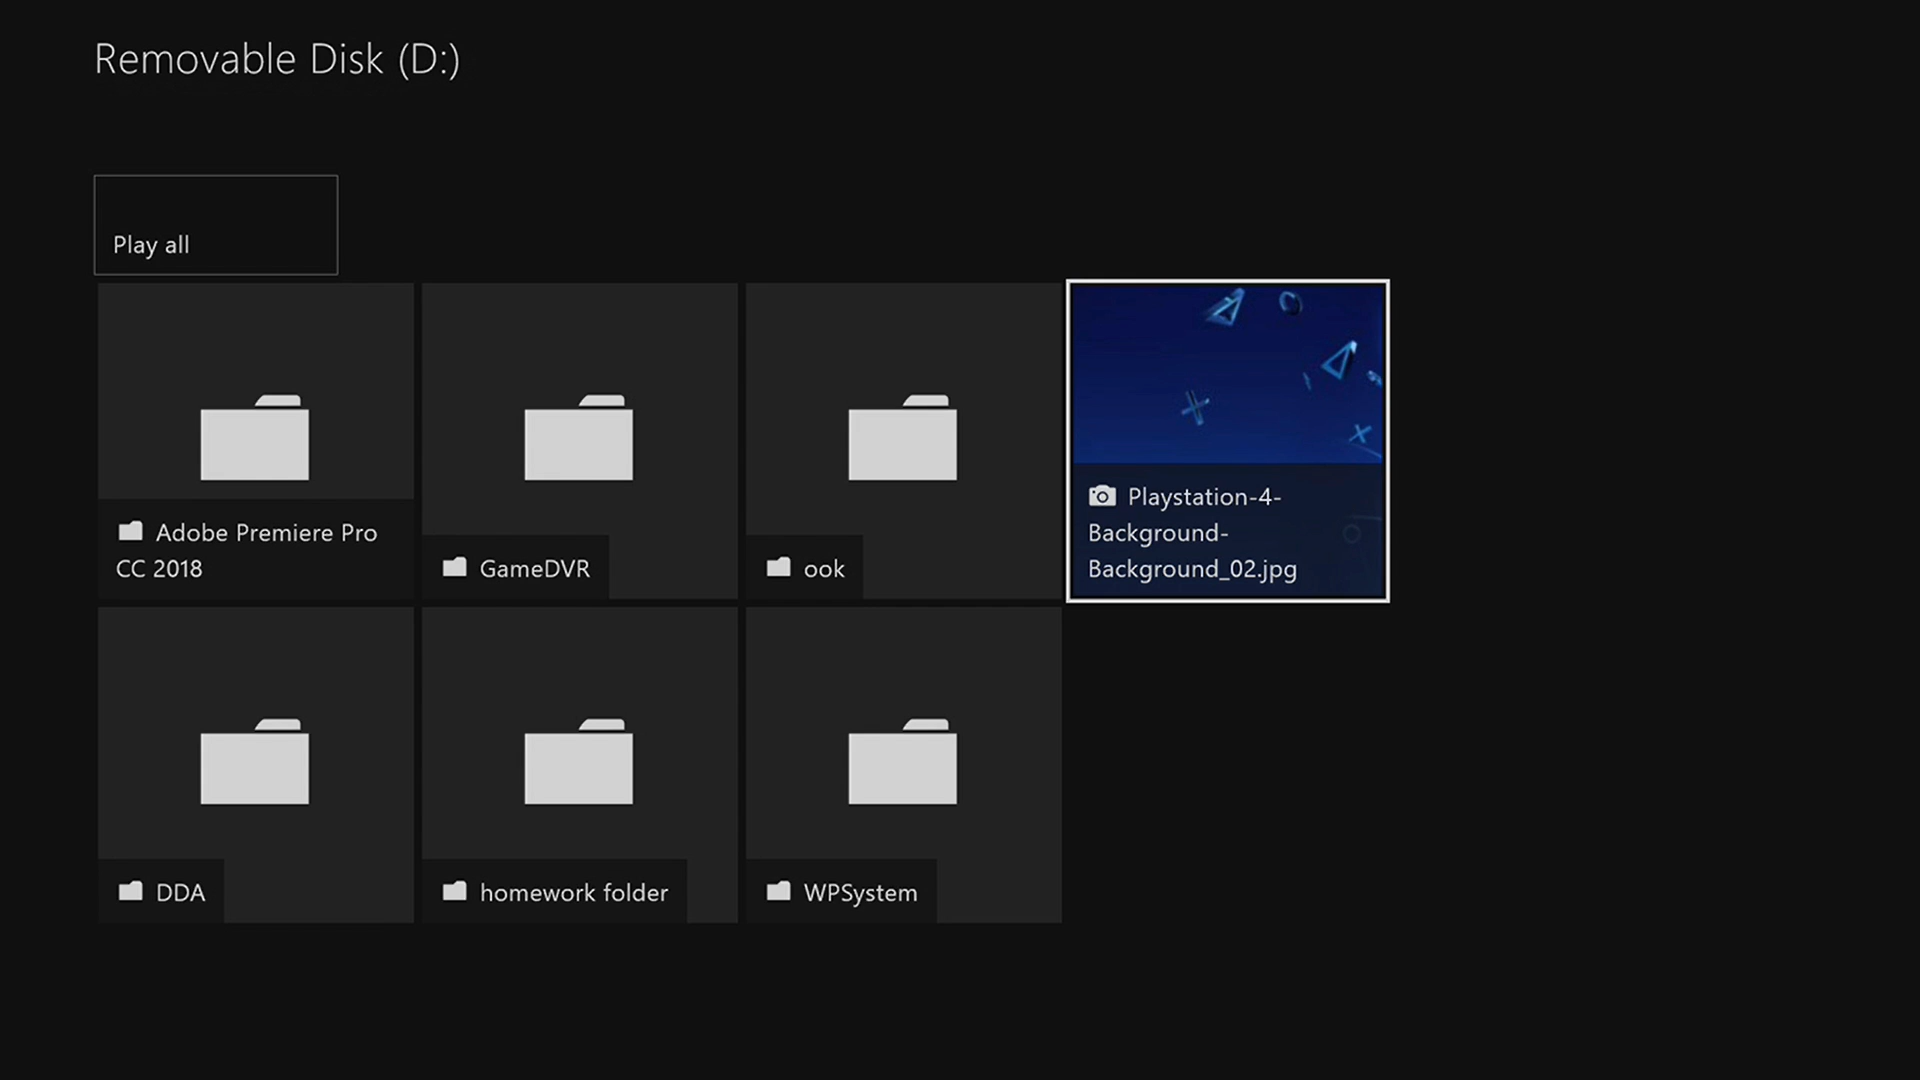 Removable Disk (D:)
Play all
Adobe Premiere Pro
CC 2018
GameDVR
ook
Playstation-4-
Background-
Background_02.jpg
DDA
homework folder
WPSystem